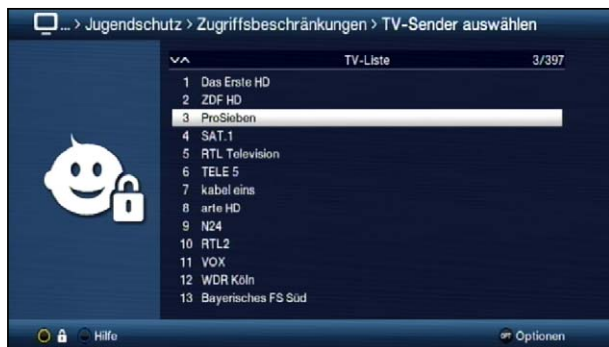 ... > Jugendschutz > Zugriffsbeschränkungen > TV-Sender auswählen
TV-Liste 3/397
1 Das Erste HD
2 ZDF HD
3 ProSieben
4 SAT.1
5 RTL Television
6 TELE 5
7 kabel eins
8 arte HD
9 N24
10 RTL2
11 VOX
12 WDR Köln
13 Bayerisches FS Süd
Hilfe OPT Optionen